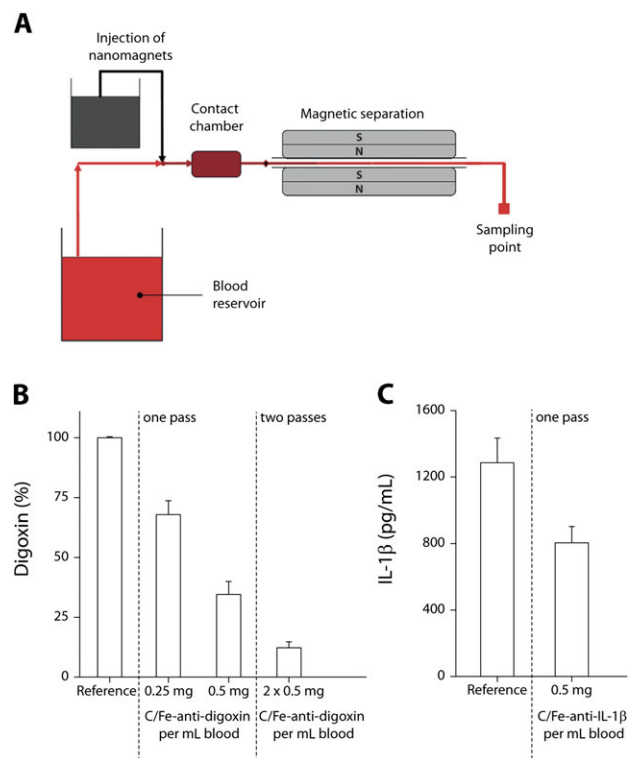 A
Injection of
nanomagnets
Contact
chamber
Magnetic separation
S
N
S
N
Sampling
point
Blood
reservoir
B
one pass
two passes
Digoxin (%)
100
75
50
25
0
Reference
0.25 mg
0.5 mg
2 x 0.5 mg
C/Fe-anti-digoxin
per mL blood
C/Fe-anti-digoxin
per mL blood
C
one pass
IL-1β (pg/mL)
1600
1200
800
400
0
Reference
0.5 mg
C/Fe-anti-IL-1β
per mL blood